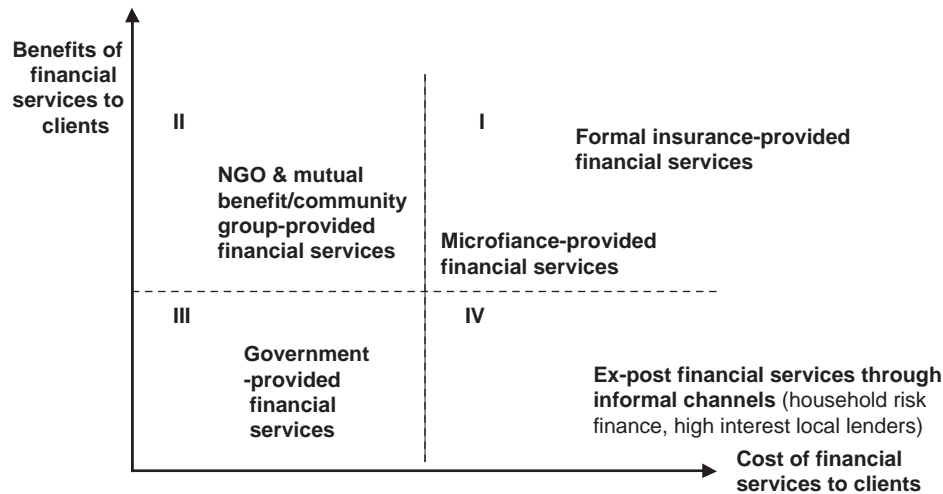 Benefits of
financial
services to
clients
II
I
Formal insurance-provided
financial services
NGO & mutual
benefit/community
group-provided
financial services
Microfiance-provided
financial services
III
IV
Government
-provided
financial
services
Ex-post financial services through
informal channels (household risk
finance, high interest local lenders)
Cost of financial
services to clients